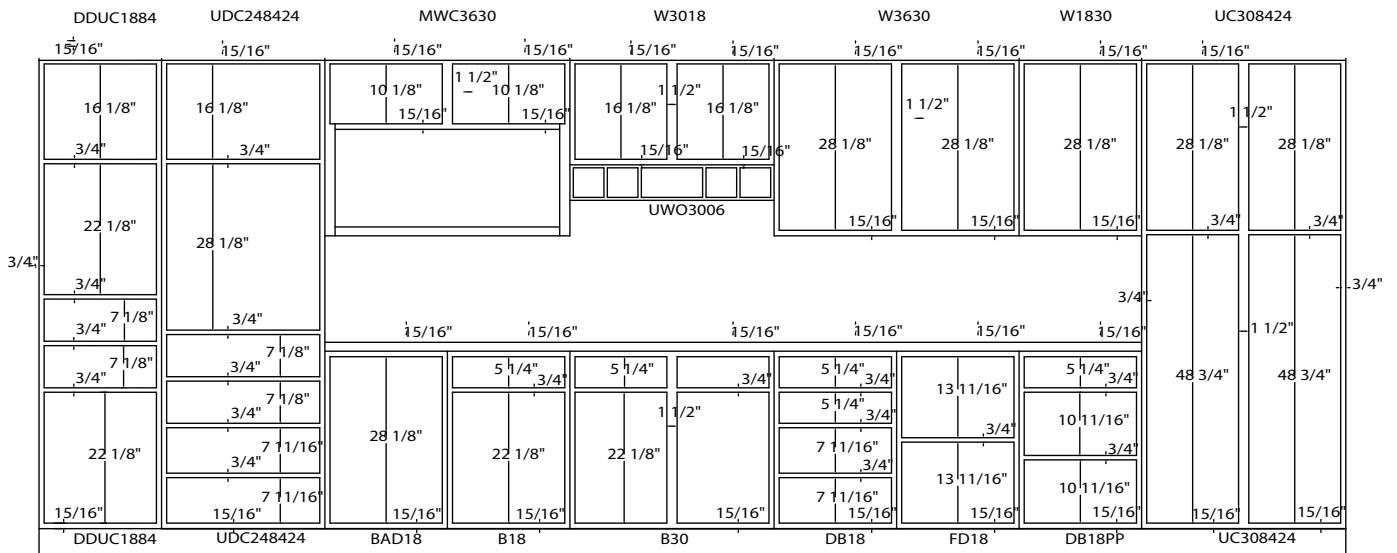 DDUC1884 UDC248424 MWC3630 W3018 W3630 W1830 UC308424
15/16" 15/16" 15/16" 15/16" 15/16" 15/16" 15/16" 15/16" 15/16" 15/16"
1 1/2"
16 1/8" 16 1/8" 10 1/8" 10 1/8" 16 1/8" 1 1/2" 16 1/8" 1 1/2" 1 1/2"
15/16" 15/16"
28 1/8" 28 1/8" 28 1/8" 28 1/8" 28 1/8"
3/4" 3/4" 15/16" 15/16"
UWO3006
22 1/8" 15/16" 15/16" 15/16" 3/4" 3/4"
28 1/8"
3/4" 3/4" 3/4"
3/4" 3/4"
7 1/8" 3/4" 3/4" 15/16" 15/16" 15/16" 15/16" 15/16" 15/16" 1 1/2"
7 1/8" 7 1/8" 5 1/4" 5 1/4" 5 1/4" 5 1/4"
3/4" 3/4" 3/4" 3/4" 3/4" 13 11/16" 48 3/4" 48 3/4"
7 1/8" 5 1/4"
3/4" 1 1/2" 3/4" 10 11/16"
28 1/8" 3/4"
22 1/8" 7 11/16" 22 1/8" 22 1/8" 7 11/16" 3/4"
3/4" 3/4" 13 11/16" 10 11/16"
7 11/16" 7 11/16"
15/16" 15/16" 15/16" 15/16" 15/16" 15/16" 15/16" 15/16" 15/16" 15/16"
DDUC1884 UDC248424 BAD18 B18 B30 DB18 FD18 DB18PP UC308424